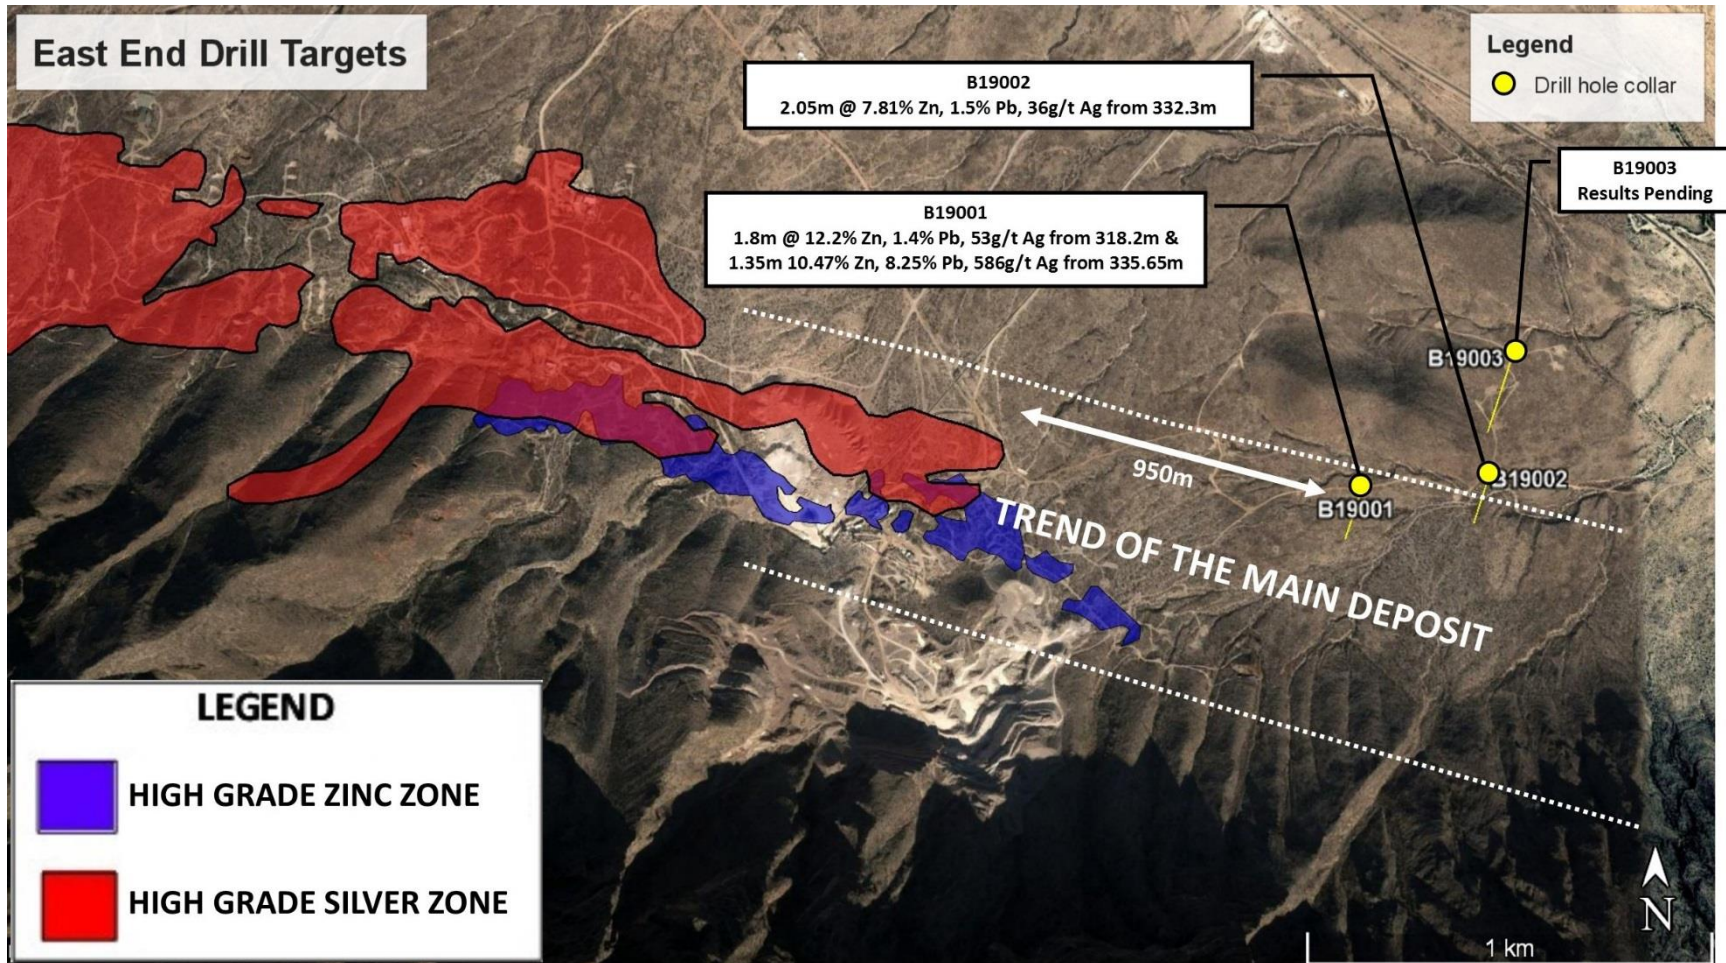 East End Drill Targets
Legend
Drill hole collar
B19002
2.05m @ 7.81% Zn, 1.5% Pb, 36g/t Ag from 332.3m
B19003
Results Pending
B19001
1.8m @ 12.2% Zn, 1.4% Pb, 53g/t Ag from 318.2m &
1.35m 10.47% Zn, 8.25% Pb, 586g/t Ag from 335.65m
B19003
950m
B19002
B19001
TREND OF THE MAIN DEPOSIT
LEGEND
HIGH GRADE ZINC ZONE
HIGH GRADE SILVER ZONE
N
1 km